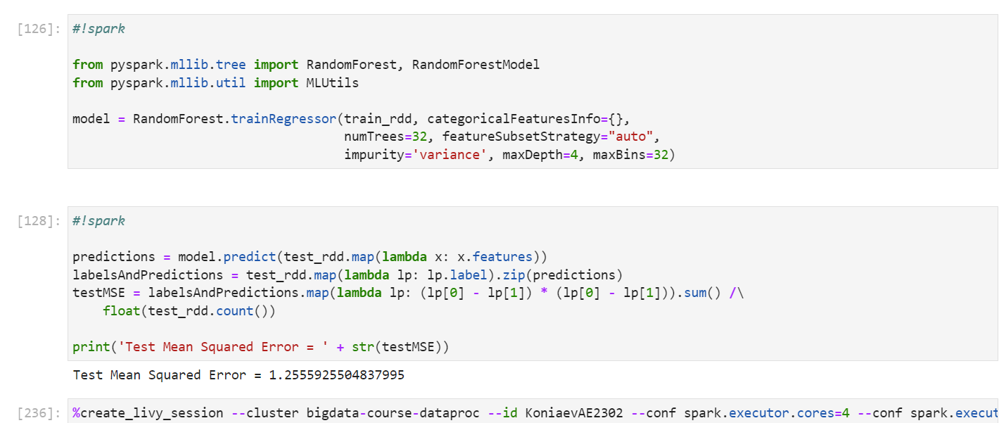 [126]: #!spark
from pyspark.mllib.tree import RandomForest, RandomForestModel
from pyspark.mllib.util import MLUtils
model = RandomForest.trainRegressor(train_rdd, categoricalFeaturesInfo={},
numTrees=32, featureSubsetStrategy="auto",
impurity='variance', maxDepth=4, maxBins=32)
[128]: #!spark
predictions = model.predict(test_rdd.map(lambda x: x.features))
labelsAndPredictions = test_rdd.map(lambda lp: lp.label).zip(predictions)
testMSE = labelsAndPredictions.map(lambda lp: (lp[0] - lp[1]) * (lp[0] - lp[1])).sum() /\
float(test_rdd.count())
print('Test Mean Squared Error = ' + str(testMSE))
Test Mean Squared Error = 1.2555925504837995
[236]: %create_livy_session --cluster bigdata-course-dataproc --id KoniaevAE2302 --conf spark.executor.cores=4 --conf spark.execut